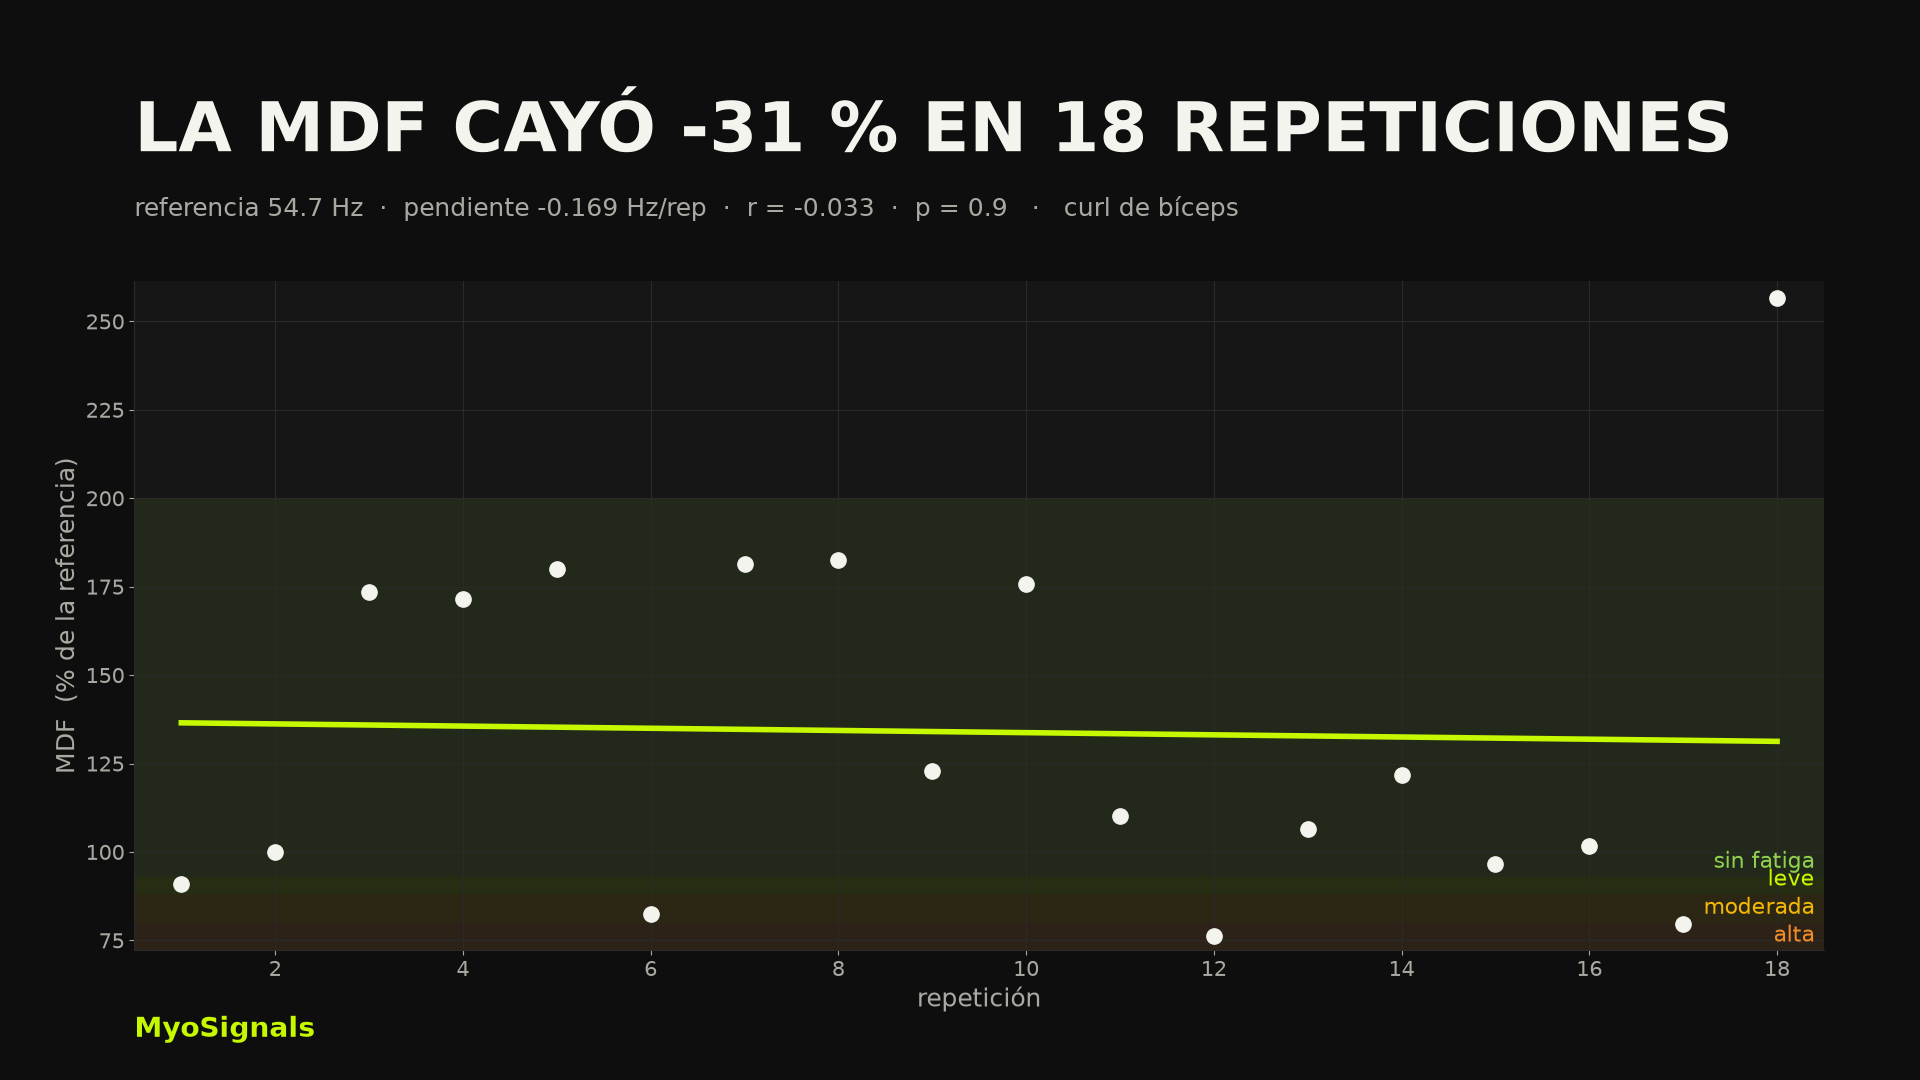 LA MDF CAYÓ -31 % EN 18 REPETICIONES
referencia 54.7 Hz · pendiente -0.169 Hz/rep · r = -0.033 · p = 0.9 · curl de bíceps
MDF (% de la referencia)
250
225
200
175
150
125
100
75
sin fatiga
leve
moderada
alta
2 4 6 8 10 12 14 16 18
repetición
MyoSignals